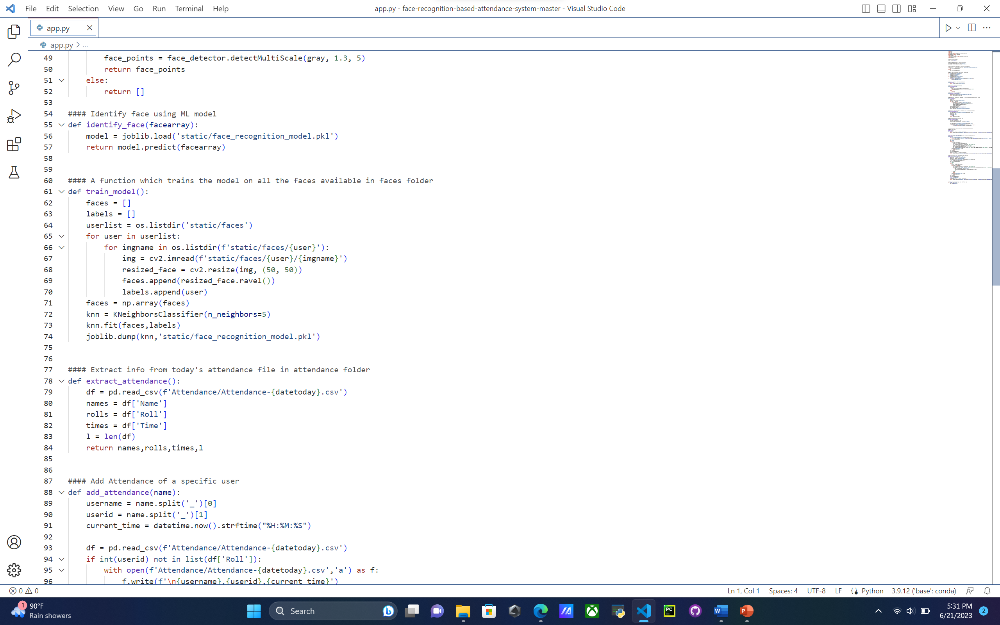 File Edit Selection View Go Run Terminal Help
app.py - face-recognition-based-attendance-system-master - Visual Studio Code
app.py
app.py > ...
49 face_points = face_detector.detectMultiScale(gray, 1.3, 5)
50 return face_points
51 else:
52 return []
53
54 #### Identify face using ML model
55 def identify_face(facearray):
56 model = joblib.load('static/face_recognition_model.pkl')
57 return model.predict(facearray)
58
59
60 #### A function which trains the model on all the faces available in faces folder
61 def train_model():
62 faces = []
63 labels = []
64 userlist = os.listdir('static/faces')
65 for user in userlist:
66 for imgname in os.listdir(f'static/faces/{user}'):
67 img = cv2.imread(f'static/faces/{user}/{imgname}')
68 resized_face = cv2.resize(img, (50, 50))
69 faces.append(resized_face.ravel())
70 labels.append(user)
71 faces = np.array(faces)
72 knn = KNeighborsClassifier(n_neighbors=5)
73 knn.fit(faces,labels)
74 joblib.dump(knn,'static/face_recognition_model.pkl')
75
76
77 #### Extract info from today's attendance file in attendance folder
78 def extract_attendance():
79 df = pd.read_csv(f'Attendance/Attendance-{datetoday}.csv')
80 names = df['Name']
81 rolls = df['Roll']
82 times = df['Time']
83 l = len(df)
84 return names,rolls,times,l
85
86
87 #### Add Attendance of a specific user
88 def add_attendance(name):
89 username = name.split('_')[0]
90 userid = name.split('_')[1]
91 current_time = datetime.now().strftime("%H:%M:%S")
92
93 df = pd.read_csv(f'Attendance/Attendance-{datetoday}.csv')
94 if int(userid) not in list(df['Roll']):
95 with open(f'Attendance/Attendance-{datetoday}.csv','a') as f:
96 f.write(f'\n{username},{userid},{current_time}')
0 0
Ln 1, Col 1 Spaces: 4 UTF-8 LF Python 3.9.12 ('base': conda)
1
90°F
Rain showers
Search
5:31 PM
6/21/2023
2